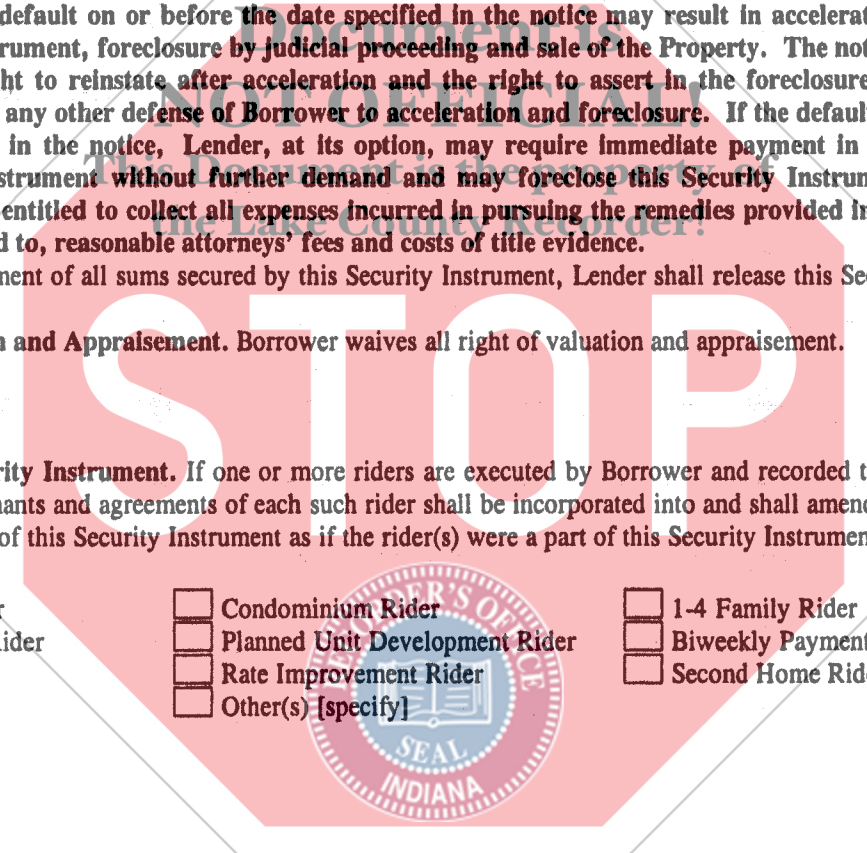 default on or before the date specified in the notice may result in accelerat
rument, foreclosure by judicial proceeding and sale of the Property. The not
ht to reinstate after acceleration and the right to assert in the foreclosure
any other defense of Borrower to acceleration and foreclosure. If the default
in the notice, Lender, at its option, may require immediate payment in
strument without further demand and may foreclose this Security Instrum
entitled to collect all expenses incurred in pursuing the remedies provided in
d to, reasonable attorneys' fees and costs of title evidence.
ment of all sums secured by this Security Instrument, Lender shall release this Sec
n and Appraisement. Borrower waives all right of valuation and appraisement.
rity Instrument. If one or more riders are executed by Borrower and recorded t
nants and agreements of each such rider shall be incorporated into and shall amend
of this Security Instrument as if the rider(s) were a part of this Security Instrumen
r Condominium Rider 1-4 Family Rider
ider Planned Unit Development Rider Biweekly Payment
Rate Improvement Rider Second Home Ride
Other(s) [specify]
Document is
NOT OFFICIAL!
This Document is the property of
the Lake County Recorder!
STOP
RECORDER'S OFFICE
SEAL
INDIANA